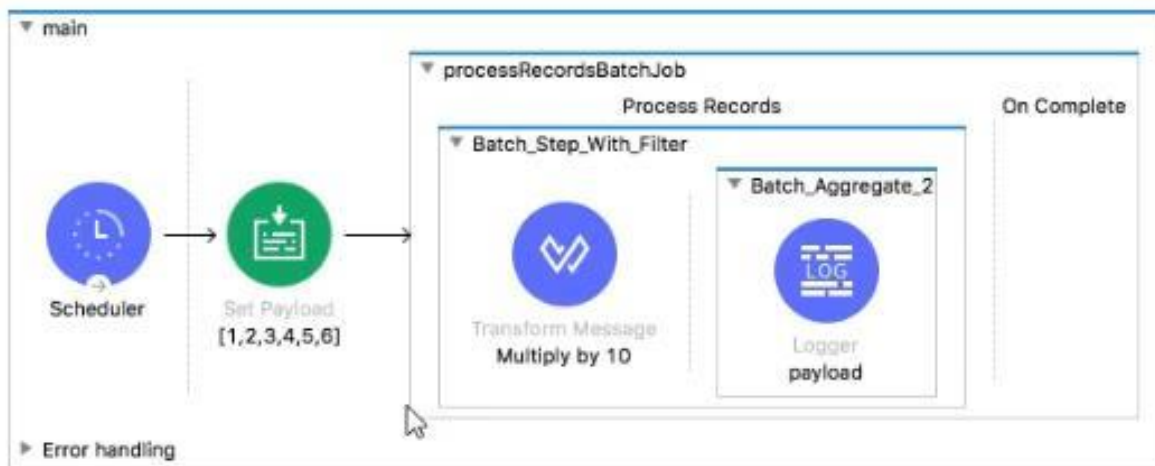 main
processRecordsBatchJob
Process Records
On Complete
Batch_Step_With_Filter
Batch_Aggregate_2
LOG
Scheduler
Set Payload
[1,2,3,4,5,6]
Transform Message
Multiply by 10
Logger
payload
Error handling